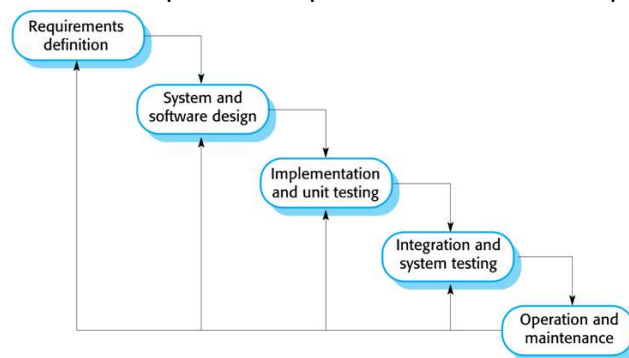 Requirements
definition
System and
software design
Implementation
and unit testing
Integration and
system testing
Operation and
maintenance